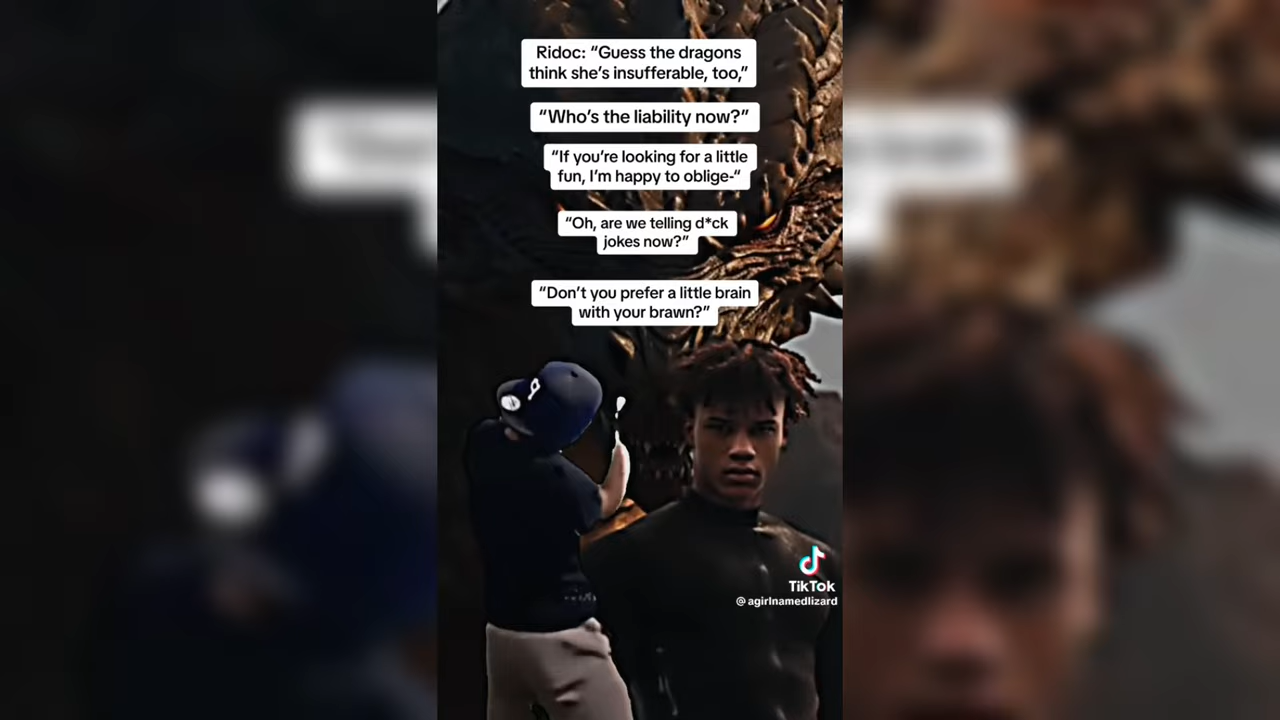 Ridoc: “Guess the dragons
think she’s insufferable, too,”
“Who’s the liability now?”
“If you’re looking for a little
fun, I’m happy to oblige-“
“Oh, are we telling d*ck
jokes now?”
“Don’t you prefer a little brain
with your brawn?”
TikTok
@agirlnamedlizard